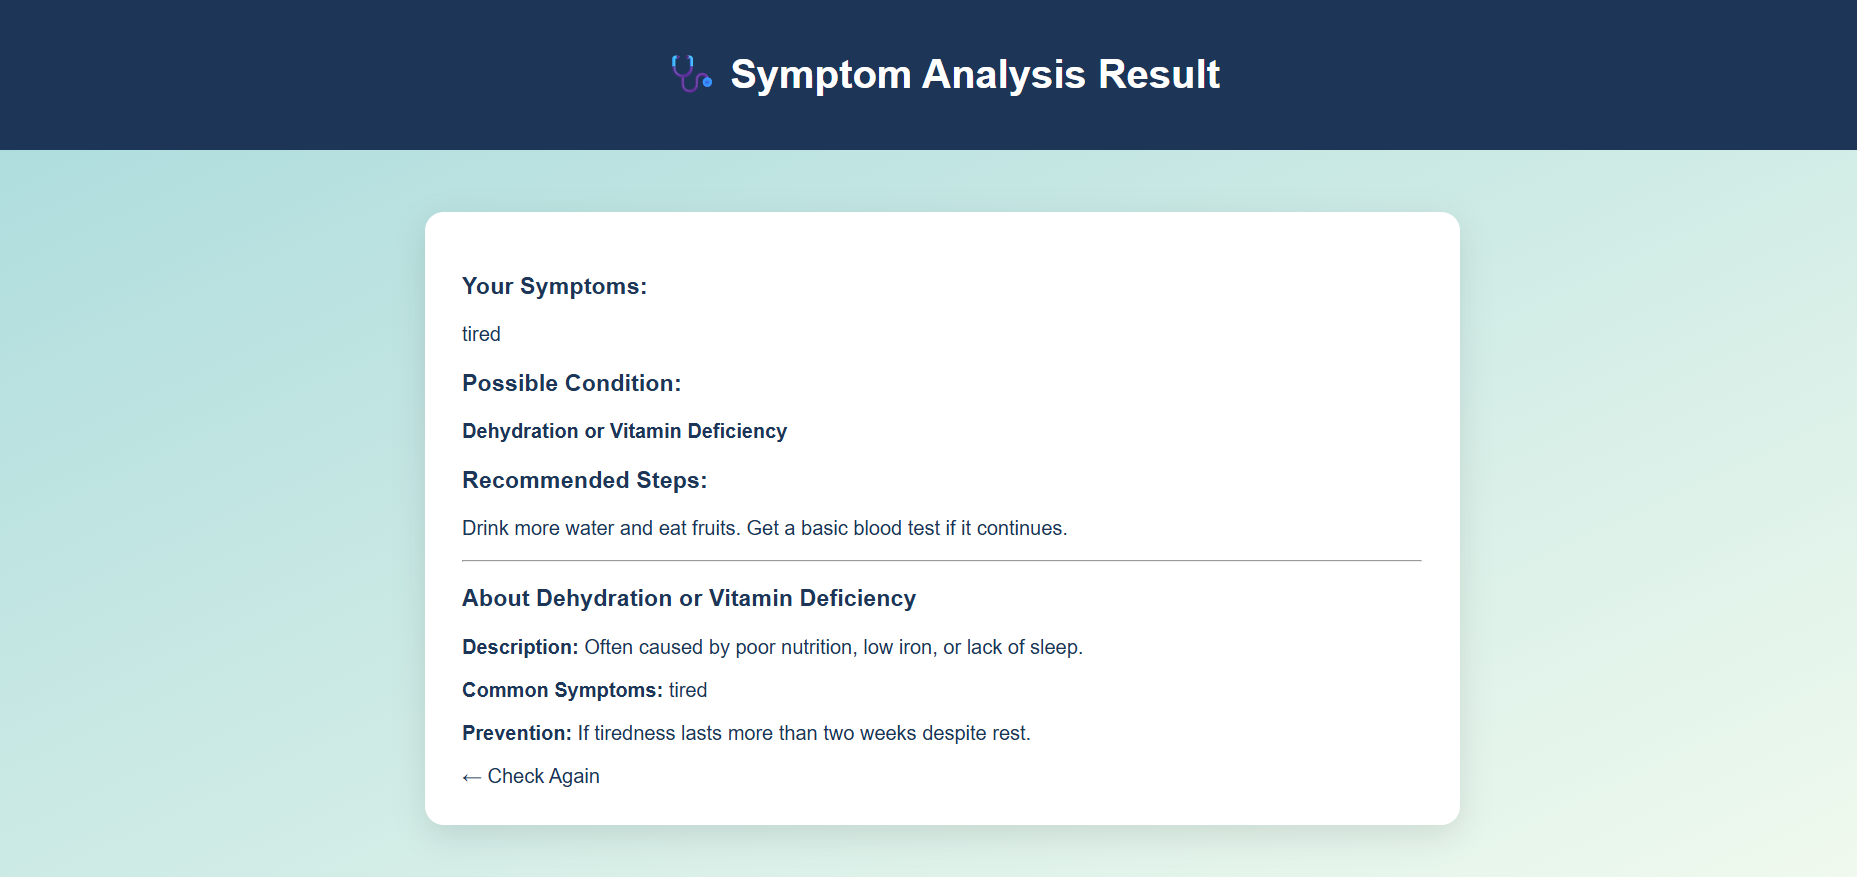 Symptom Analysis Result
Your Symptoms:
tired
Possible Condition:
Dehydration or Vitamin Deficiency
Recommended Steps:
Drink more water and eat fruits. Get a basic blood test if it continues.
About Dehydration or Vitamin Deficiency
Description: Often caused by poor nutrition, low iron, or lack of sleep.
Common Symptoms: tired
Prevention: If tiredness lasts more than two weeks despite rest.
← Check Again